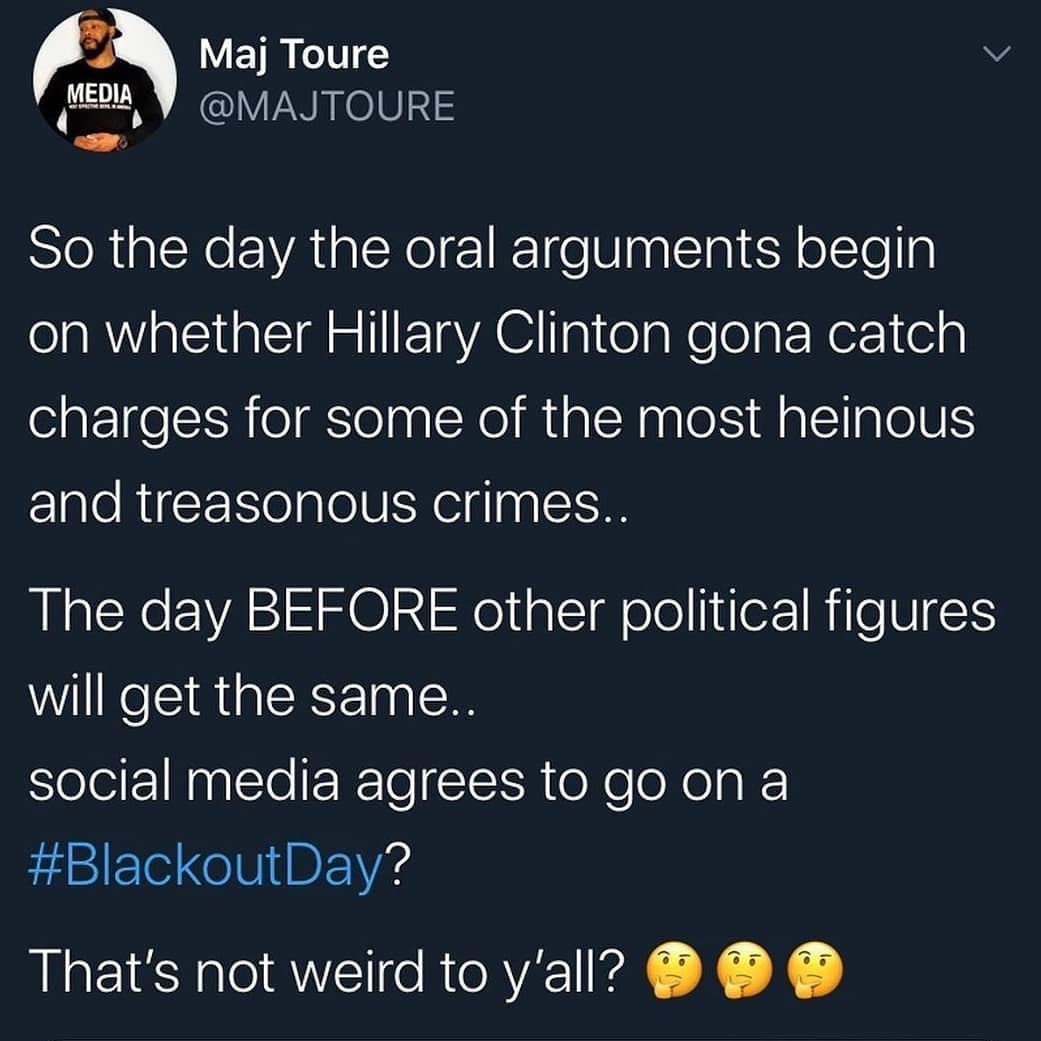 Maj Toure
@MAJTOURE
MEDIA
So the day the oral arguments begin
on whether Hillary Clinton gona catch
charges for some of the most heinous
and treasonous crimes..
The day BEFORE other political figures
will get the same..
social media agrees to go on a
#BlackoutDay?
That's not weird to y'all? 🤔🤔🤔